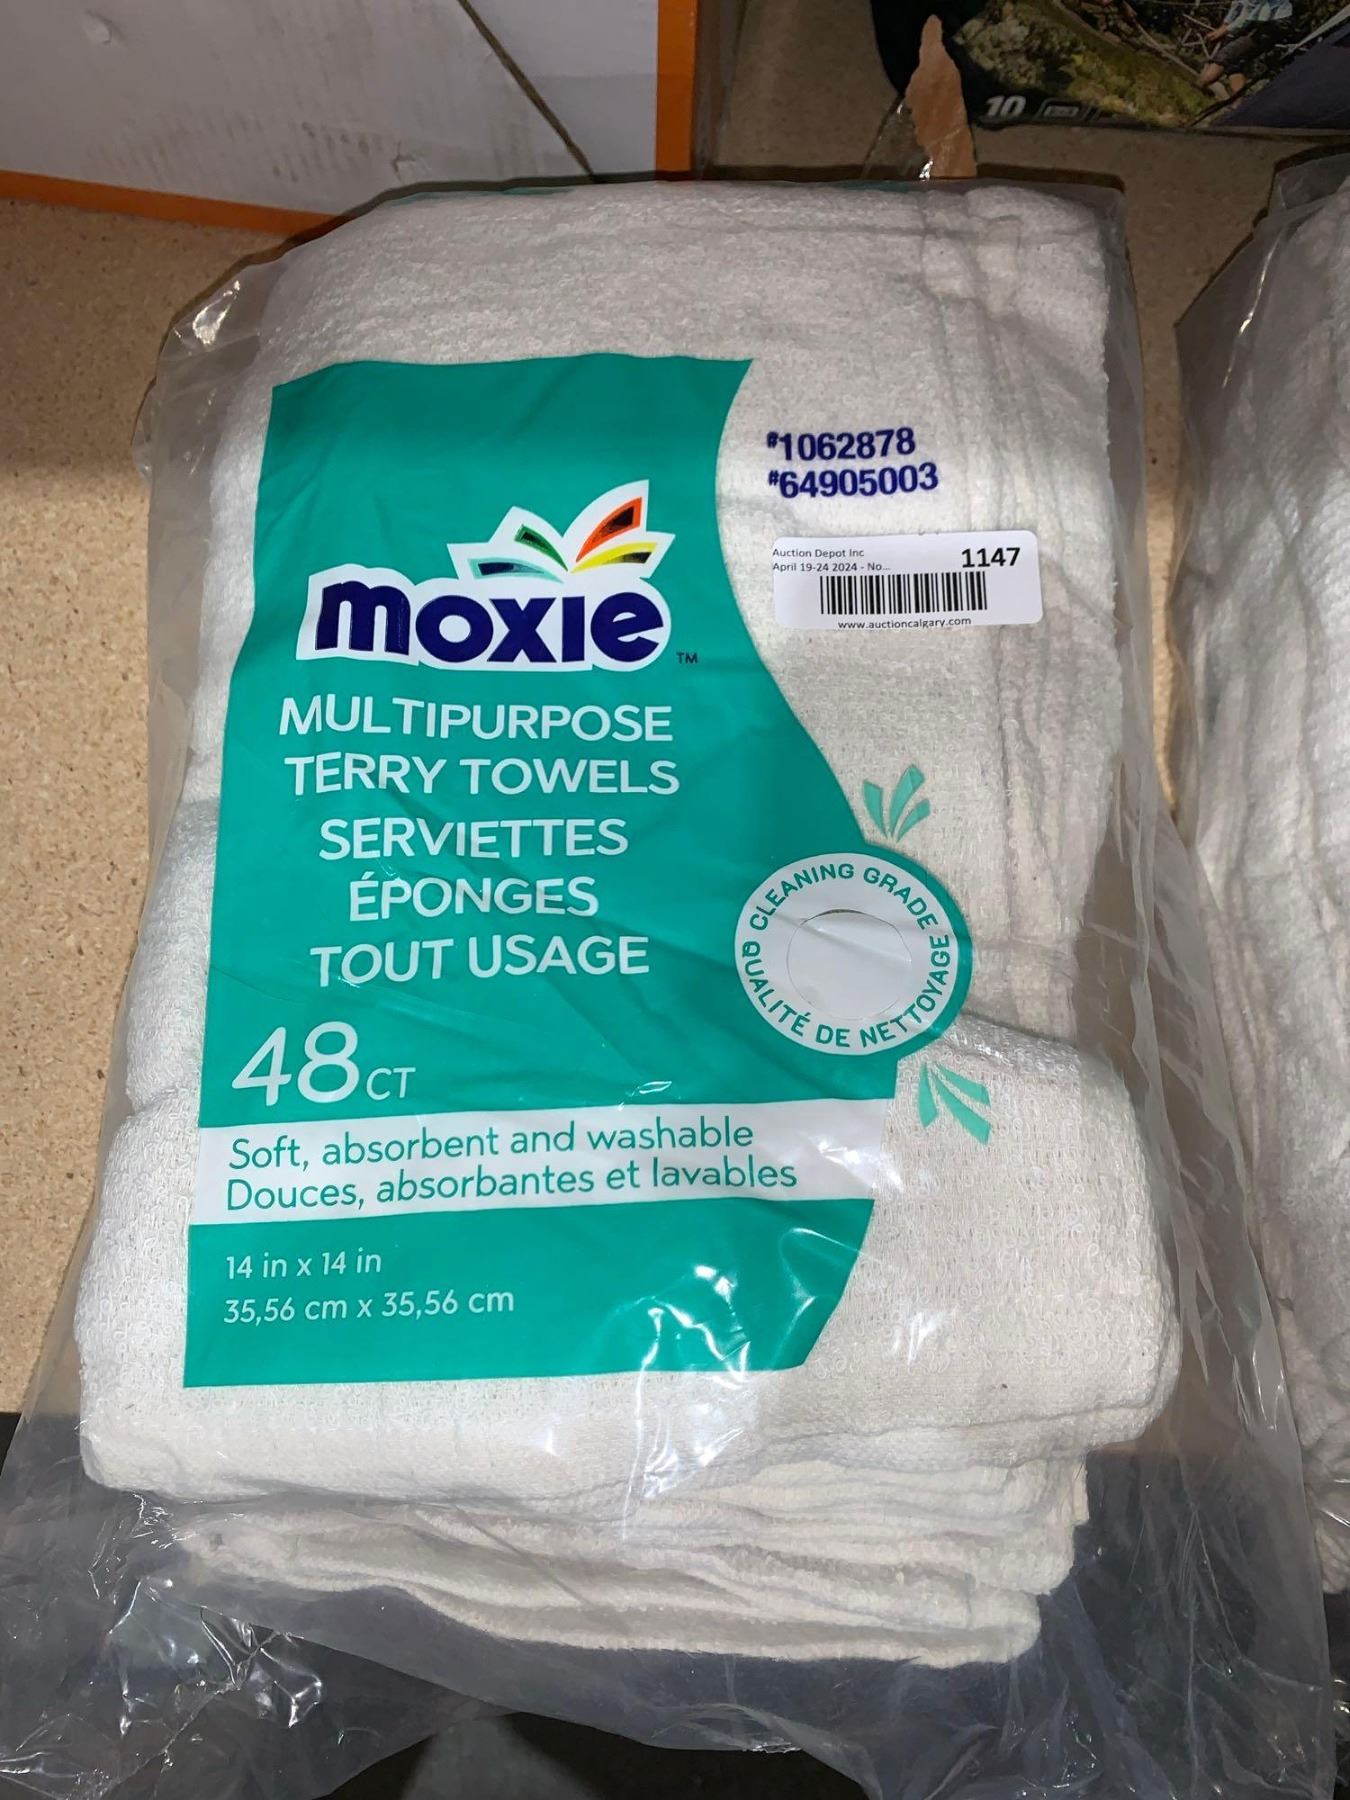 10
#1062878
#64905003
Auction Depot Inc
April 19-24 2024 - No...
1147
www.auctioncalgary.com
moxie TM
MULTIPURPOSE
TERRY TOWELS
SERVIETTES
ÉPONGES
TOUT USAGE
CLEANING GRADE
QUALITÉ DE NETTOYAGE
48 CT
Soft, absorbent and washable
Douces, absorbantes et lavables
14 in x 14 in
35,56 cm x 35,56 cm